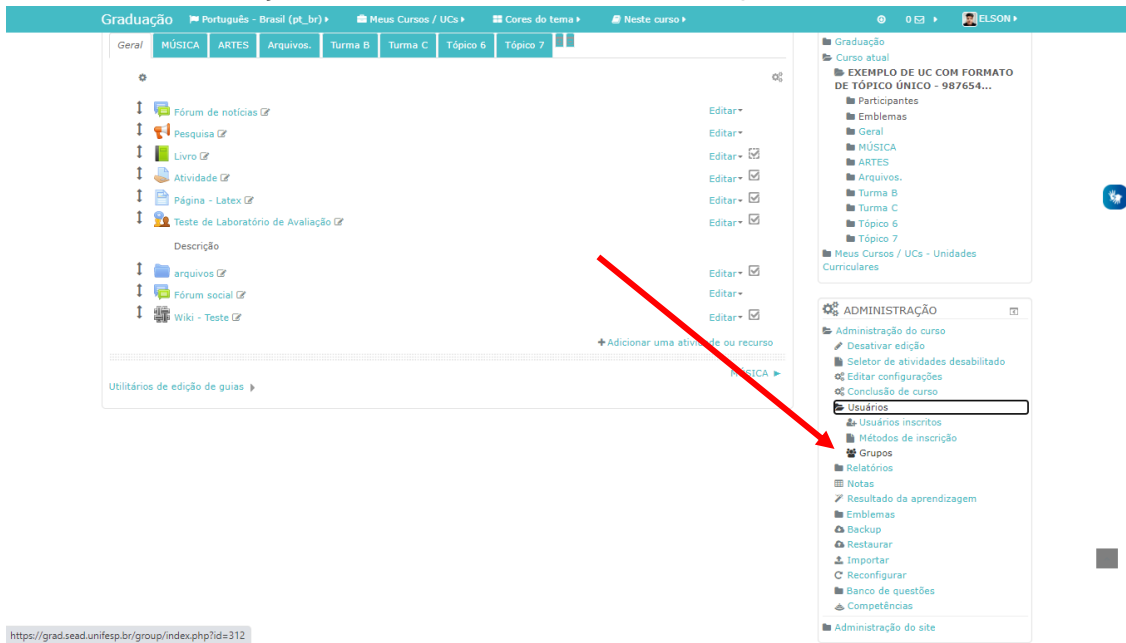 Graduação Português - Brasil (pt_br) Meus Cursos / UCs Cores do tema Neste curso 0 ELSON
Geral MÚSICA ARTES Arquivos. Turma B Turma C Tópico 6 Tópico 7
Fórum de notícias Editar
Pesquisa Editar
Livro Editar
Atividade Editar
Página - Latex Editar
Teste de Laboratório de Avaliação Editar
Descrição
arquivos Editar
Fórum social Editar
Wiki - Teste Editar
Adicionar uma atividade ou recurso
MÚSICA
Utilitários de edição de guias
Graduação
Curso atual
EXEMPLO DE UC COM FORMATO
DE TÓPICO ÚNICO - 987654...
Participantes
Emblemas
Geral
MÚSICA
ARTES
Arquivos.
Turma B
Turma C
Tópico 6
Tópico 7
Meus Cursos / UCs - Unidades
Curriculares
ADMINISTRAÇÃO
Administração do curso
Desativar edição
Seletor de atividades desabilitado
Editar configurações
Conclusão de curso
Usuários
Usuários inscritos
Métodos de inscrição
Grupos
Relatórios
Notas
Resultado da aprendizagem
Emblemas
Backup
Restaurar
Importar
Reconfigurar
Banco de questões
Competências
Administração do site
https://grad.sead.unifesp.br/group/index.php?id=312